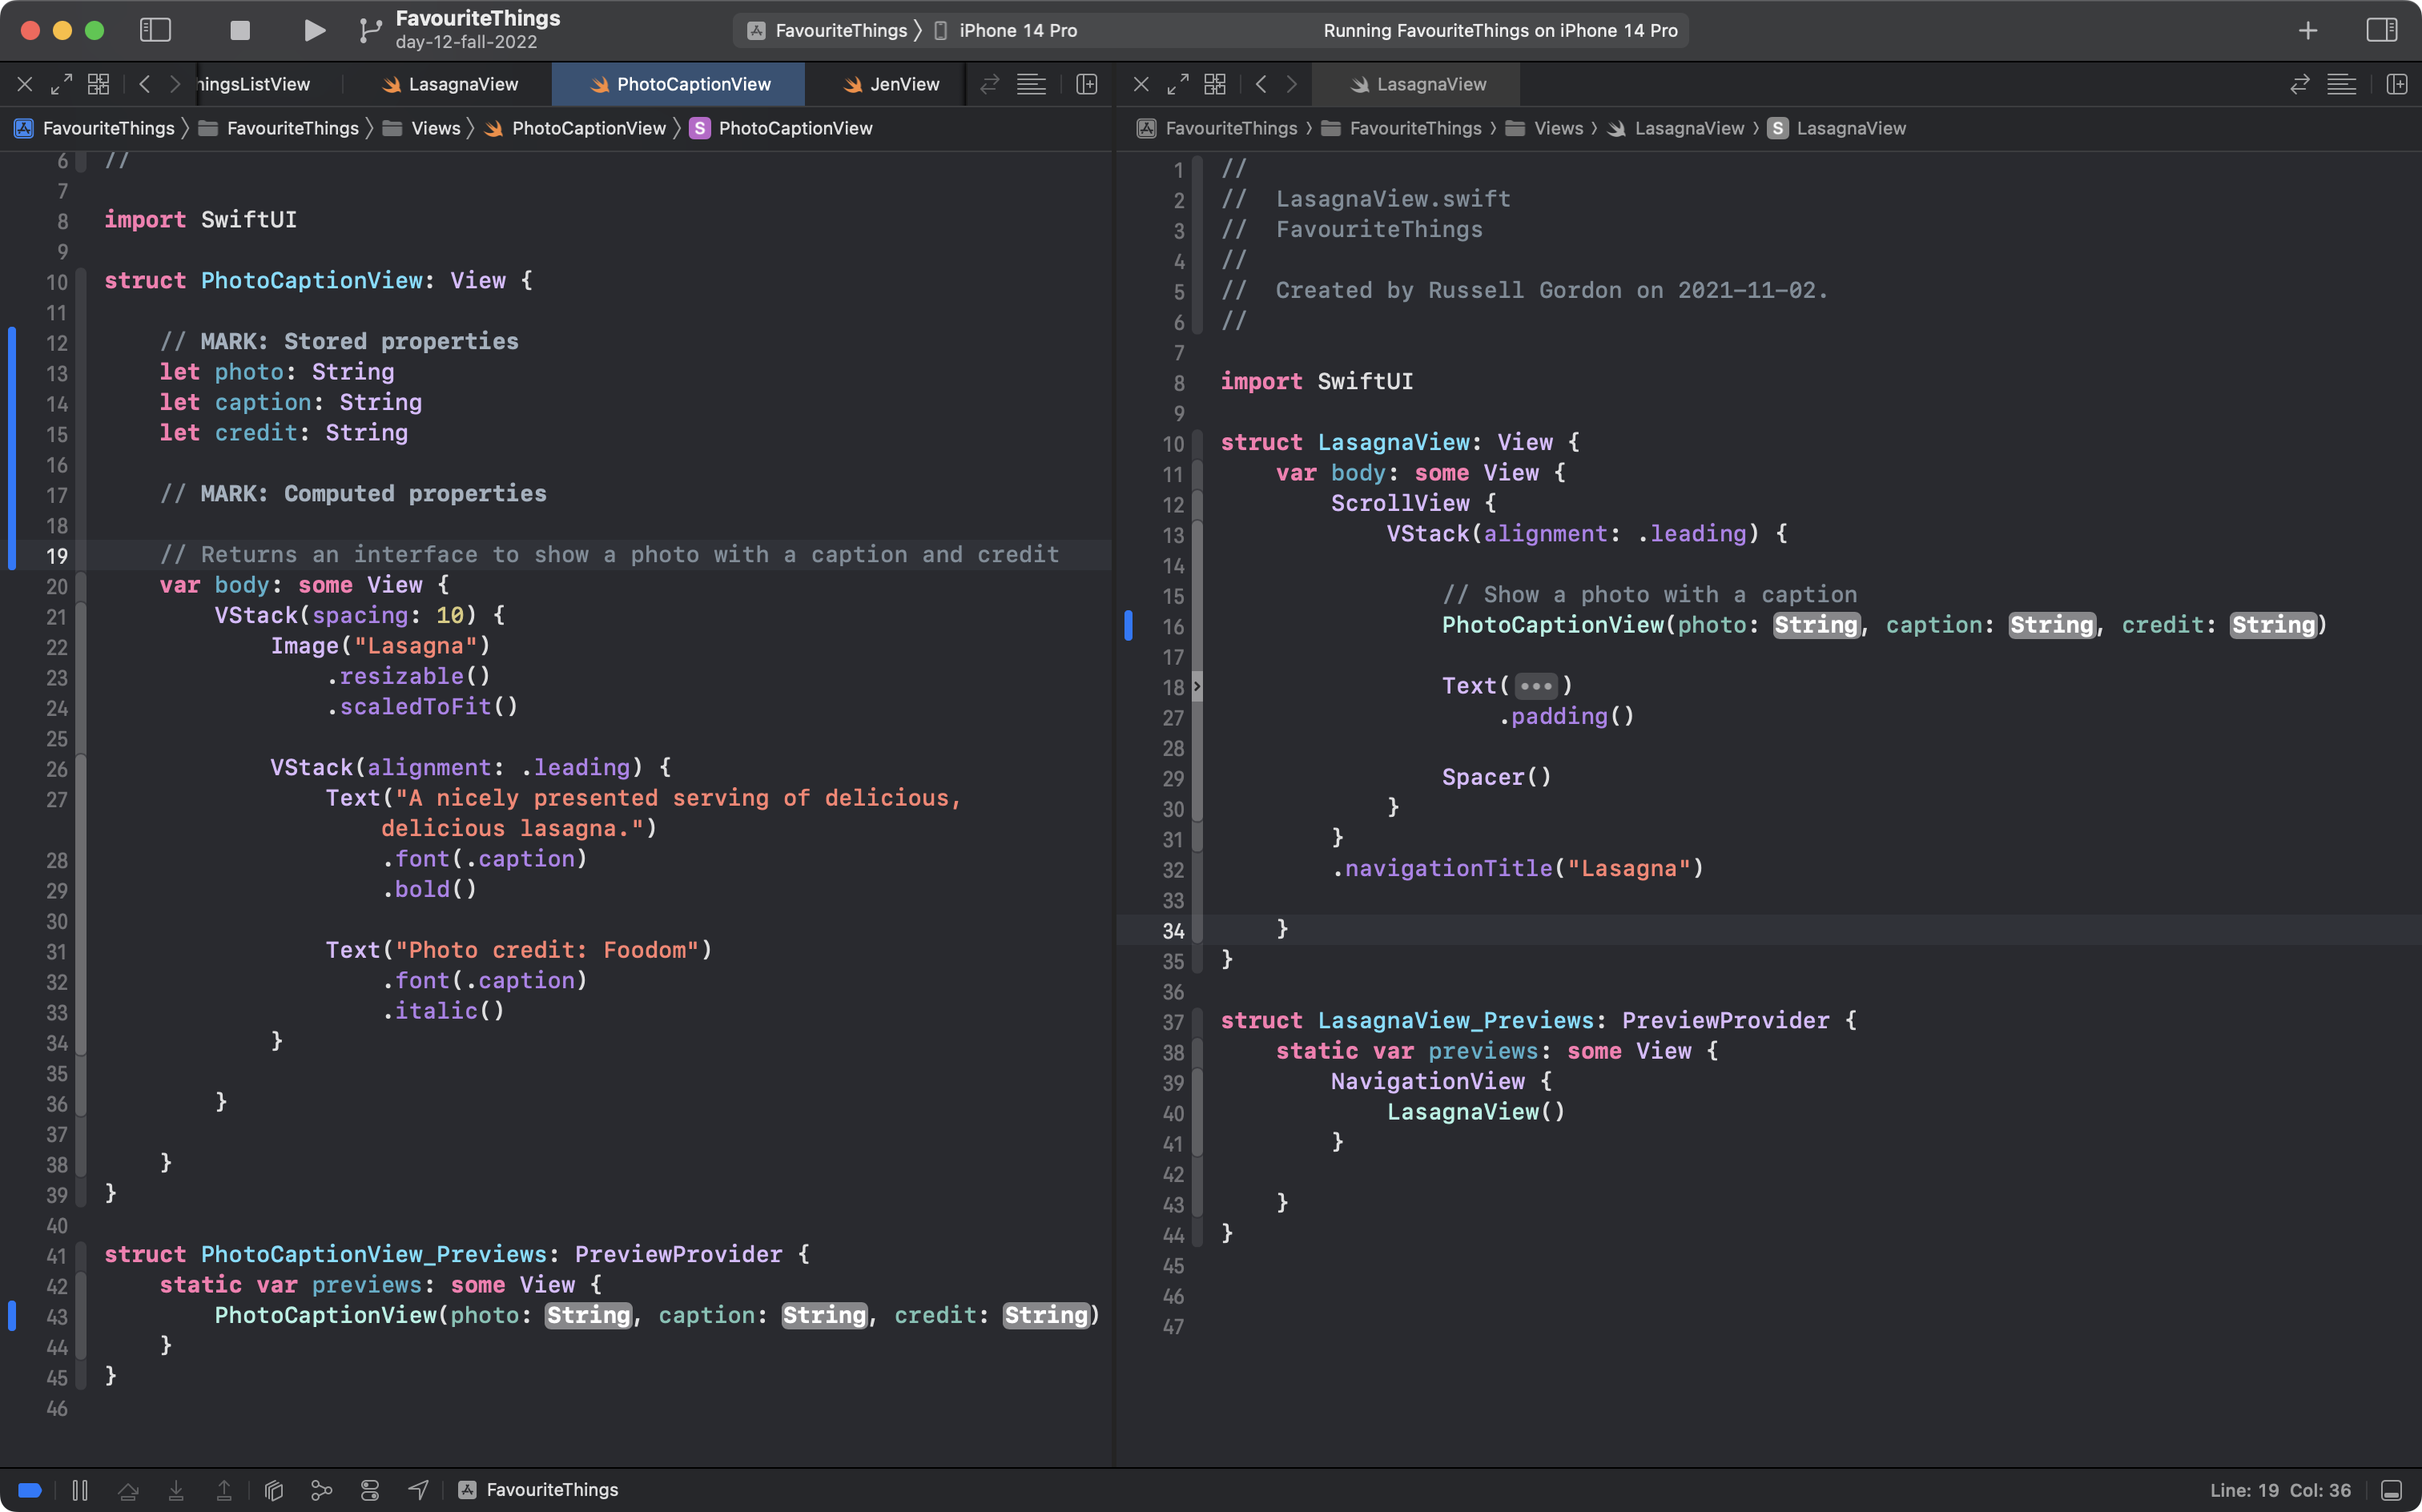 FavouriteThings
day-12-fall-2022
FavouriteThings 〉 iPhone 14 Pro
Running FavouriteThings on iPhone 14 Pro
LasagnaView
PhotoCaptionView
JenView
FavouriteThings 〉 FavouriteThings 〉 Views 〉 PhotoCaptionView 〉 S PhotoCaptionView
6 //
7
8 import SwiftUI
9
10 struct PhotoCaptionView: View {
11
12     // MARK: Stored properties
13     let photo: String
14     let caption: String
15     let credit: String
16
17     // MARK: Computed properties
18
19     // Returns an interface to show a photo with a caption and credit
20     var body: some View {
21         VStack(spacing: 10) {
22             Image("Lasagna")
23                 .resizable()
24                 .scaledToFit()
25
26             VStack(alignment: .leading) {
27                 Text("A nicely presented serving of delicious,
delicious lasagna.")
28                     .font(.caption)
29                     .bold()
30
31                 Text("Photo credit: Foodom")
32                     .font(.caption)
33                     .italic()
34             }
35
36         }
37
38     }
39 }
40
41 struct PhotoCaptionView_Previews: PreviewProvider {
42     static var previews: some View {
43         PhotoCaptionView(photo: String, caption: String, credit: String)
44     }
45 }
46
LasagnaView
FavouriteThings 〉 FavouriteThings 〉 Views 〉 LasagnaView 〉 S LasagnaView
1 //
2 //  LasagnaView.swift
3 //  FavouriteThings
4 //
5 //  Created by Russell Gordon on 2021-11-02.
6 //
7
8 import SwiftUI
9
10 struct LasagnaView: View {
11     var body: some View {
12         ScrollView {
13             VStack(alignment: .leading) {
14
15                 // Show a photo with a caption
16                 PhotoCaptionView(photo: String, caption: String, credit: String)
17
18                 Text(•••)
27                     .padding()
28
29                 Spacer()
30             }
31         }
32         .navigationTitle("Lasagna")
33
34     }
35 }
36
37 struct LasagnaView_Previews: PreviewProvider {
38     static var previews: some View {
39         NavigationView {
40             LasagnaView()
41         }
42
43     }
44 }
45
46
47
FavouriteThings
Line: 19 Col: 36